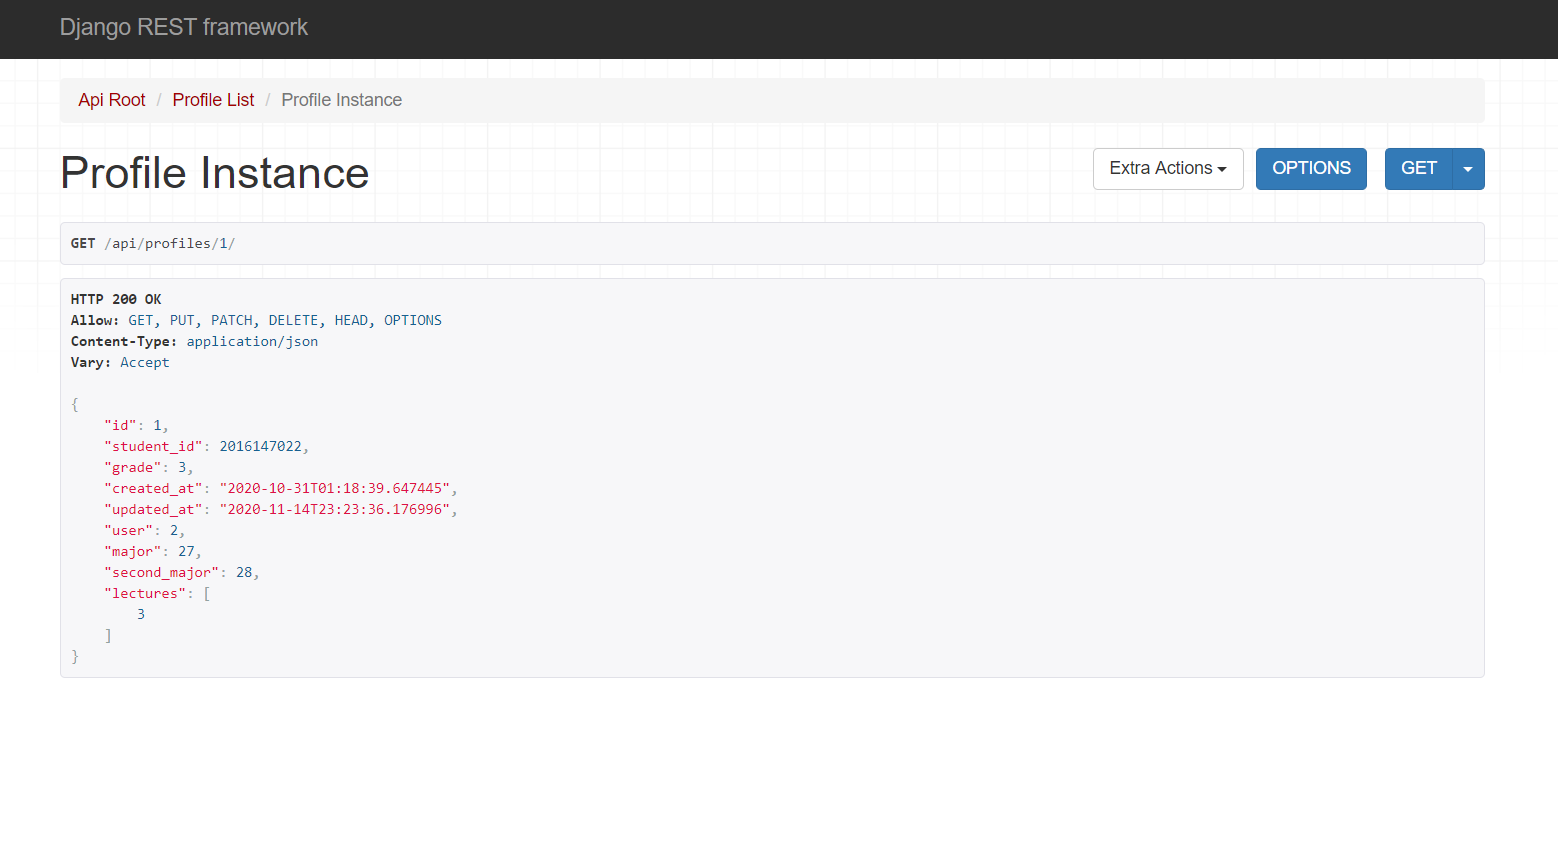 Django REST framework
Api Root / Profile List / Profile Instance
Profile Instance
Extra Actions OPTIONS GET
GET /api/profiles/1/
HTTP 200 OK
Allow: GET, PUT, PATCH, DELETE, HEAD, OPTIONS
Content-Type: application/json
Vary: Accept
{
    "id": 1,
    "student_id": 2016147022,
    "grade": 3,
    "created_at": "2020-10-31T01:18:39.647445",
    "updated_at": "2020-11-14T23:23:36.176996",
    "user": 2,
    "major": 27,
    "second_major": 28,
    "lectures": [
        3
    ]
}